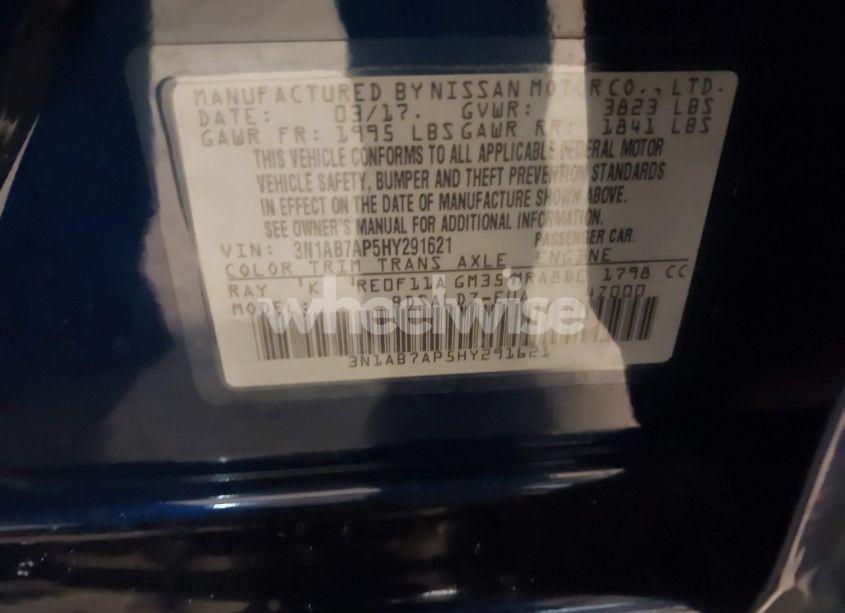 MANUFACTURED BY NISSAN MOTOR CO., LTD.
DATE: 03/17. GVWR: 3823 LBS
GAWR FR: 1995 LBS GAWR RR: 1841 LBS
THIS VEHICLE CONFORMS TO ALL APPLICABLE FEDERAL MOTOR
VEHICLE SAFETY, BUMPER AND THEFT PREVENTION STANDARDS
IN EFFECT ON THE DATE OF MANUFACTURE SHOWN ABOVE.
SEE OWNER'S MANUAL FOR ADDITIONAL INFORMATION.
VIN: 3N1AB7AP5HY291621 PASSENGER CAR.
COLOR TRIM TRANS AXLE ENGINE
RAY 'K' RE0F11A GM35 MRA8DE 1798 CC
MODEL:
wheelwise
3N1AB7AP5HY291621